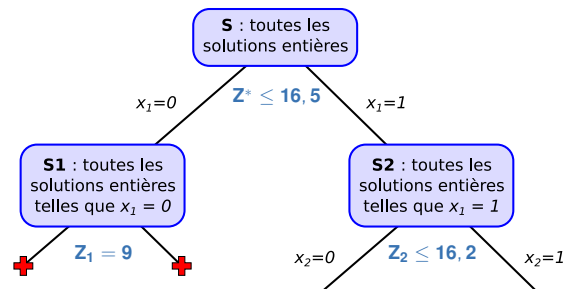 S : toutes les
solutions entières
x₁=0
Z* ≤ 16, 5
x₁=1
S1 : toutes les
solutions entières
telles que x₁ = 0
S2 : toutes les
solutions entières
telles que x₁ = 1
Z₁ = 9
x₂=0
Z₂ ≤ 16, 2
x₂=1